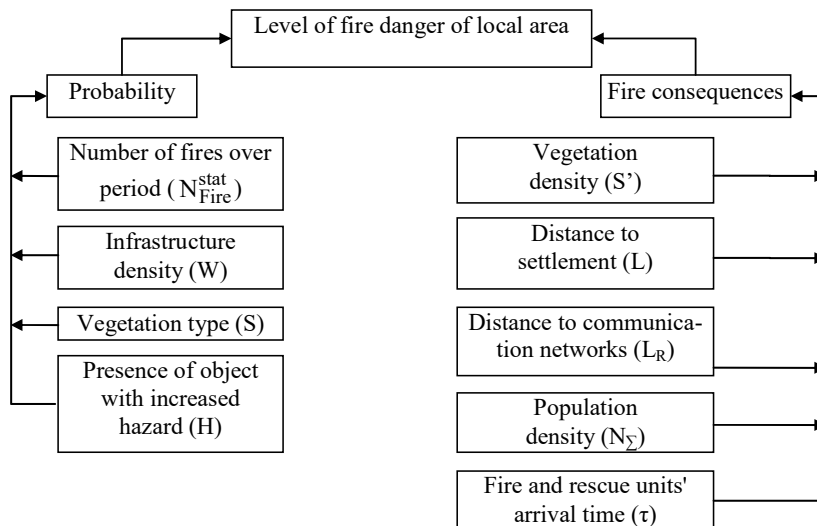 Level of fire danger of local area
Probability
Fire consequences
Number of fires over
period (N_Fire^stat)
Infrastructure
density (W)
Vegetation type (S)
Presence of object
with increased
hazard (H)
Vegetation
density (S’)
Distance to
settlement (L)
Distance to communica-
tion networks (L_R)
Population
density (N_Σ)
Fire and rescue units'
arrival time (τ)